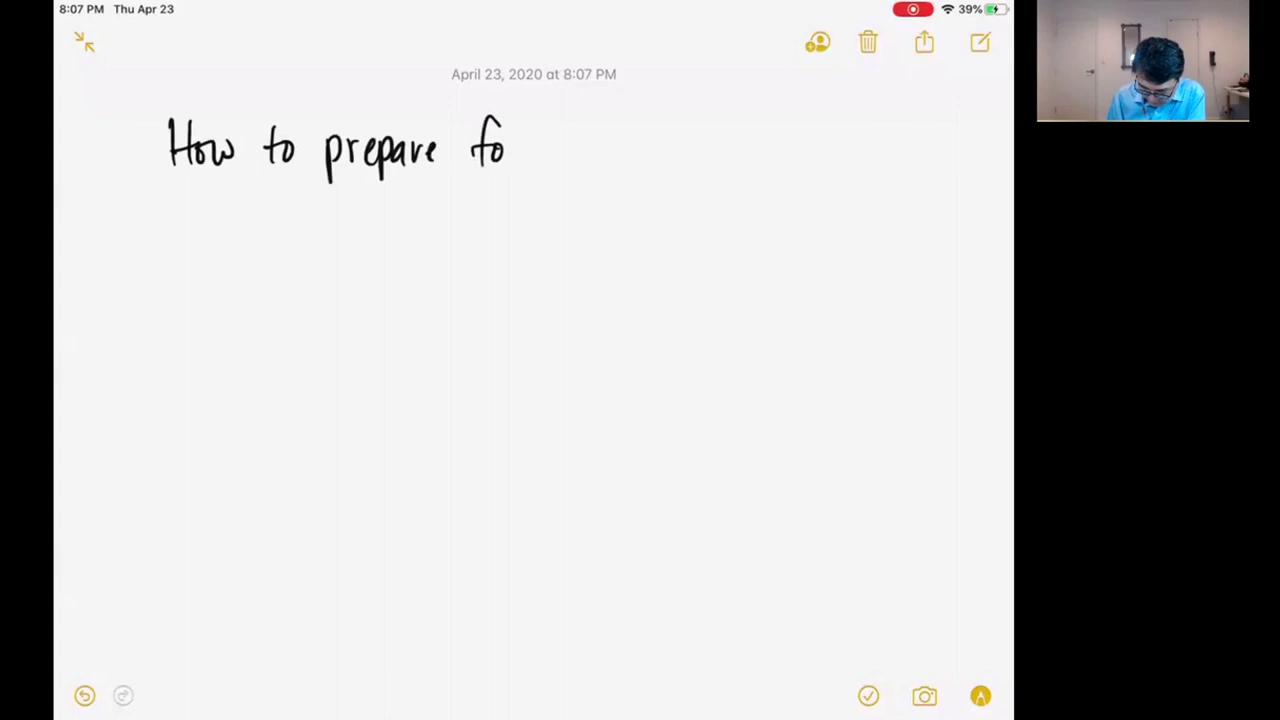 8:07 PM Thu Apr 23
39%
April 23, 2020 at 8:07 PM
How to prepare fo